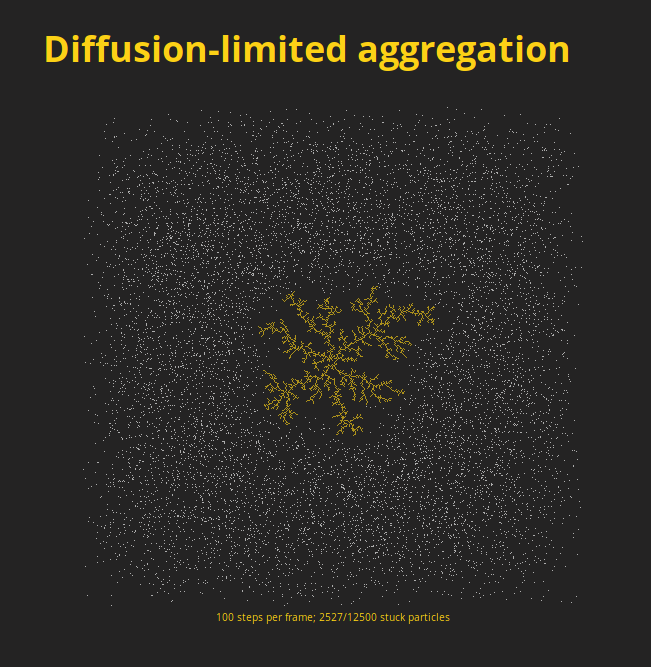 Diffusion-limited aggregation
100 steps per frame; 2527/12500 stuck particles